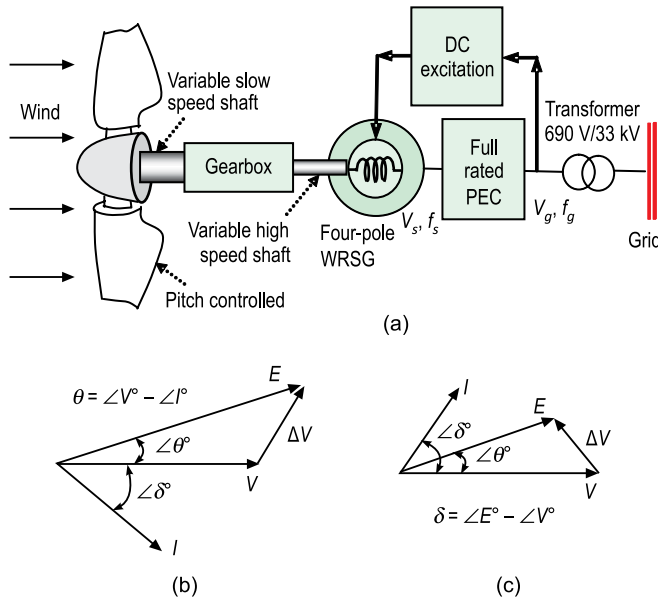 DC
excitation
Variable slow
speed shaft
Wind
Transformer
690 V/33 kV
Gearbox
Full
rated
PEC
Variable high
speed shaft
Four-pole
WRSG
Vs, fs
Vg, fg
Grid
Pitch controlled
(a)
E
θ = ∠V° – ∠I°
∠θ°
ΔV
V
∠δ°
I
(b)
I
E
∠δ°
∠θ°
ΔV
V
δ = ∠E° – ∠V°
(c)